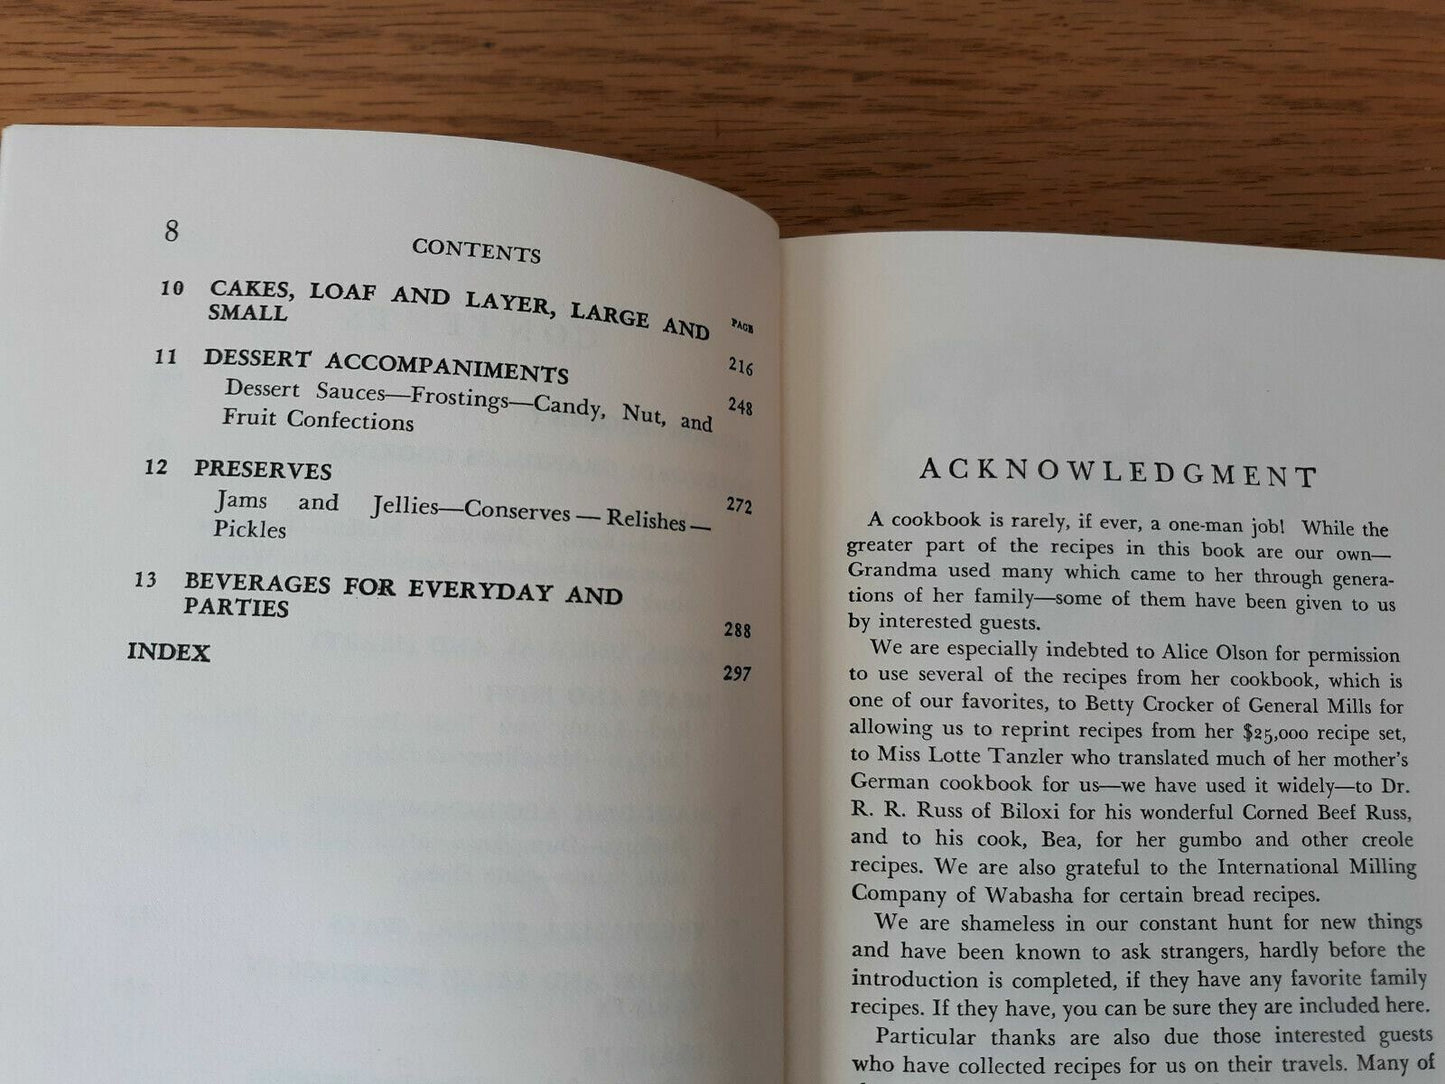 8
CONTENTS
10 CAKES, LOAF AND LAYER, LARGE AND PAGE
SMALL 216
11 DESSERT ACCOMPANIMENTS 248
Dessert Sauces—Frostings—Candy, Nut, and
Fruit Confections
12 PRESERVES 272
Jams and Jellies—Conserves—Relishes—
Pickles
13 BEVERAGES FOR EVERYDAY AND
PARTIES 288
INDEX 297
ACKNOWLEDGMENT
A cookbook is rarely, if ever, a one-man job! While the
greater part of the recipes in this book are our own—
Grandma used many which came to her through genera-
tions of her family—some of them have been given to us
by interested guests.
We are especially indebted to Alice Olson for permission
to use several of the recipes from her cookbook, which is
one of our favorites, to Betty Crocker of General Mills for
allowing us to reprint recipes from her $25,000 recipe set,
to Miss Lotte Tanzler who translated much of her mother's
German cookbook for us—we have used it widely—to Dr.
R. R. Russ of Biloxi for his wonderful Corned Beef Russ,
and to his cook, Bea, for her gumbo and other creole
recipes. We are also grateful to the International Milling
Company of Wabasha for certain bread recipes.
We are shameless in our constant hunt for new things
and have been known to ask strangers, hardly before the
introduction is completed, if they have any favorite family
recipes. If they have, you can be sure they are included here.
Particular thanks are also due those interested guests
who have collected recipes for us on their travels. Many of